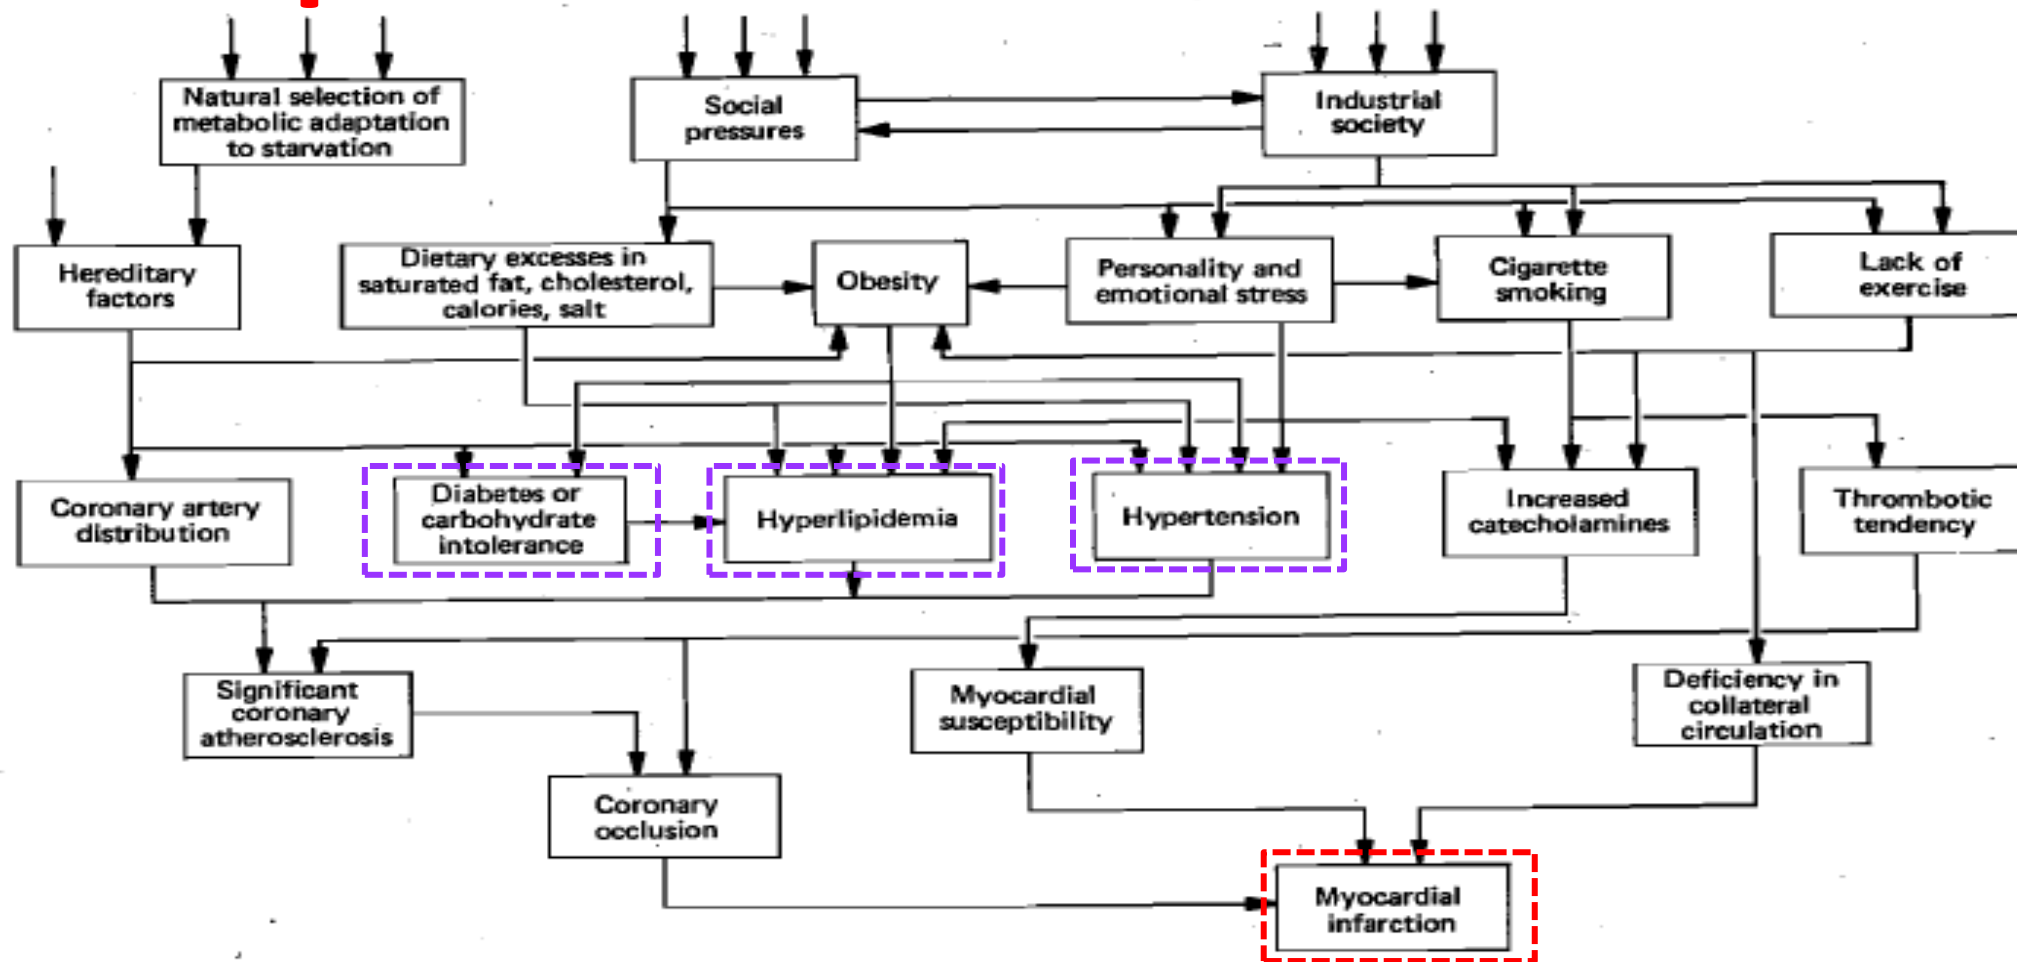 Natural selection of
metabolic adaptation
to starvation
Social
pressures
Industrial
society
Hereditary
factors
Dietary excesses in
saturated fat, cholesterol,
calories, salt
Obesity
Personality and
emotional stress
Cigarette
smoking
Lack of
exercise
Coronary artery
distribution
Diabetes or
carbohydrate
intolerance
Hyperlipidemia
Hypertension
Increased
catecholamines
Thrombotic
tendency
Significant
coronary
atherosclerosis
Myocardial
susceptibility
Deficiency in
collateral
circulation
Coronary
occlusion
Myocardial
infarction